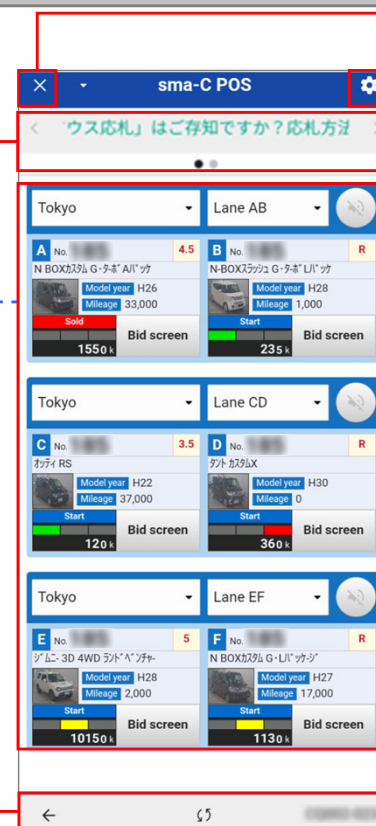 sma-C POS
ウス応札」はご存知ですか？応札方法
Tokyo
Lane AB
A No. 4.5
N BOXカスタム G・ターボ Aパッケ
Model year H26
Mileage 33,000
Sold
1550k
Bid screen
B No. R
N-BOXスラッシュ G・ターボ Lパッケ
Model year H28
Mileage 1,000
Start
235k
Bid screen
Tokyo
Lane CD
C No. 3.5
オッティ RS
Model year H22
Mileage 37,000
Start
120k
Bid screen
D No. R
タント カスタムX
Model year H30
Mileage 0
Start
360k
Bid screen
Tokyo
Lane EF
E No. 5
ジムニー 3D 4WD ランドベンチャー
Model year H28
Mileage 2,000
Start
1015 0k
Bid screen
F No. R
N BOXカスタム G・Lパッケージ
Model year H27
Mileage 17,000
Start
1130k
Bid screen